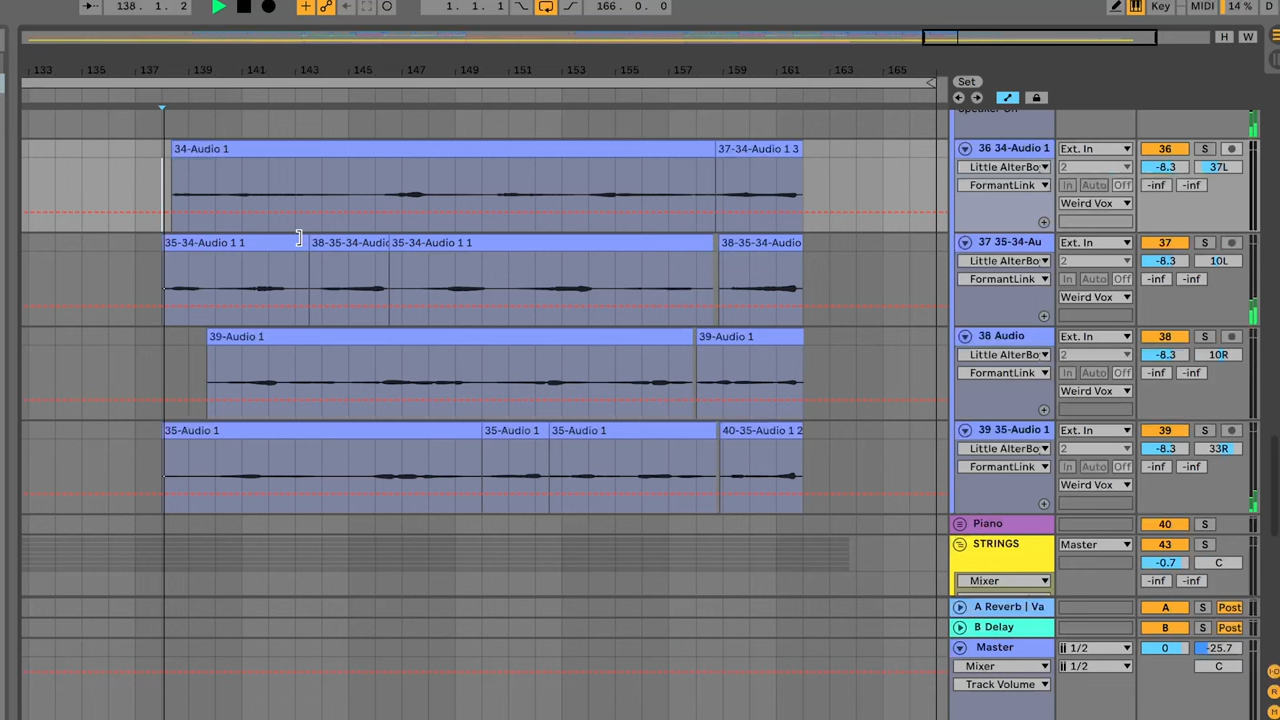 138. 1. 2 1. 1. 1 166. 0. 0 Key MIDI 14 % D
H W
133 135 137 139 141 143 145 147 149 151 153 155 157 159 161 163 165
Set
34-Audio 1 37-34-Audio 1 3 36 34-Audio 1 Ext. In 36 S
Little AlterBo 2 -8.3 37L
FormantLink In Auto Off -inf -inf
Weird Vox
35-34-Audio 1 1 38-35-34-Audio 35-34-Audio 1 1 38-35-34-Audio 37 35-34-Au Ext. In 37 S
Little AlterBo 2 -8.3 10L
FormantLink In Auto Off -inf -inf
Weird Vox
39-Audio 1 39-Audio 1 38 Audio Ext. In 38 S
Little AlterBo 2 -8.3 10R
FormantLink In Auto Off -inf -inf
Weird Vox
35-Audio 1 35-Audio 1 35-Audio 1 40-35-Audio 1 2 39 35-Audio 1 Ext. In 39 S
Little AlterBo 2 -8.3 33R
FormantLink In Auto Off -inf -inf
Weird Vox
Piano 40 S
STRINGS Master 43 S
-0.7 C
Mixer -inf -inf
A Reverb | Va A S Post
B Delay B S Post
Master 1/2 0 -25.7
Mixer 1/2 C
Track Volume